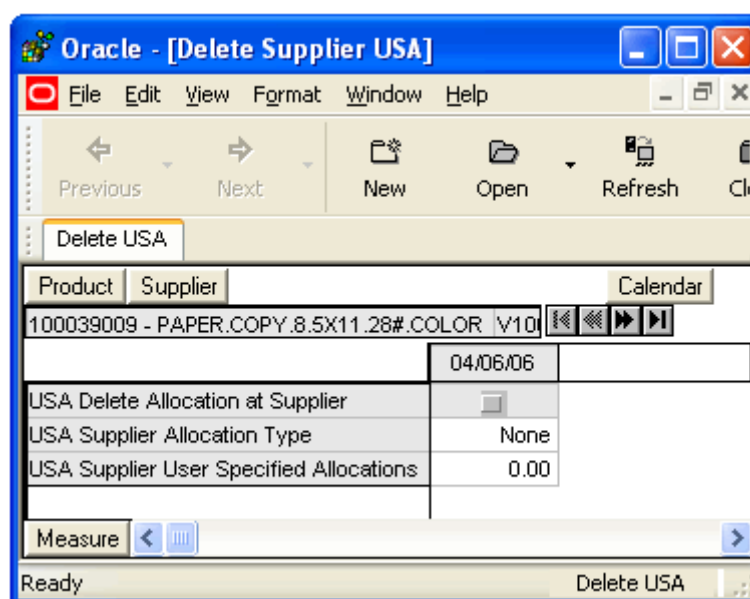 Oracle - [Delete Supplier USA]
File Edit View Format Window Help
Previous Next New Open Refresh
Delete USA
Product Supplier Calendar
100039009 - PAPER.COPY.8.5X11.28#.COLOR
04/06/06
USA Delete Allocation at Supplier
USA Supplier Allocation Type None
USA Supplier User Specified Allocations 0.00
Measure
Ready Delete USA